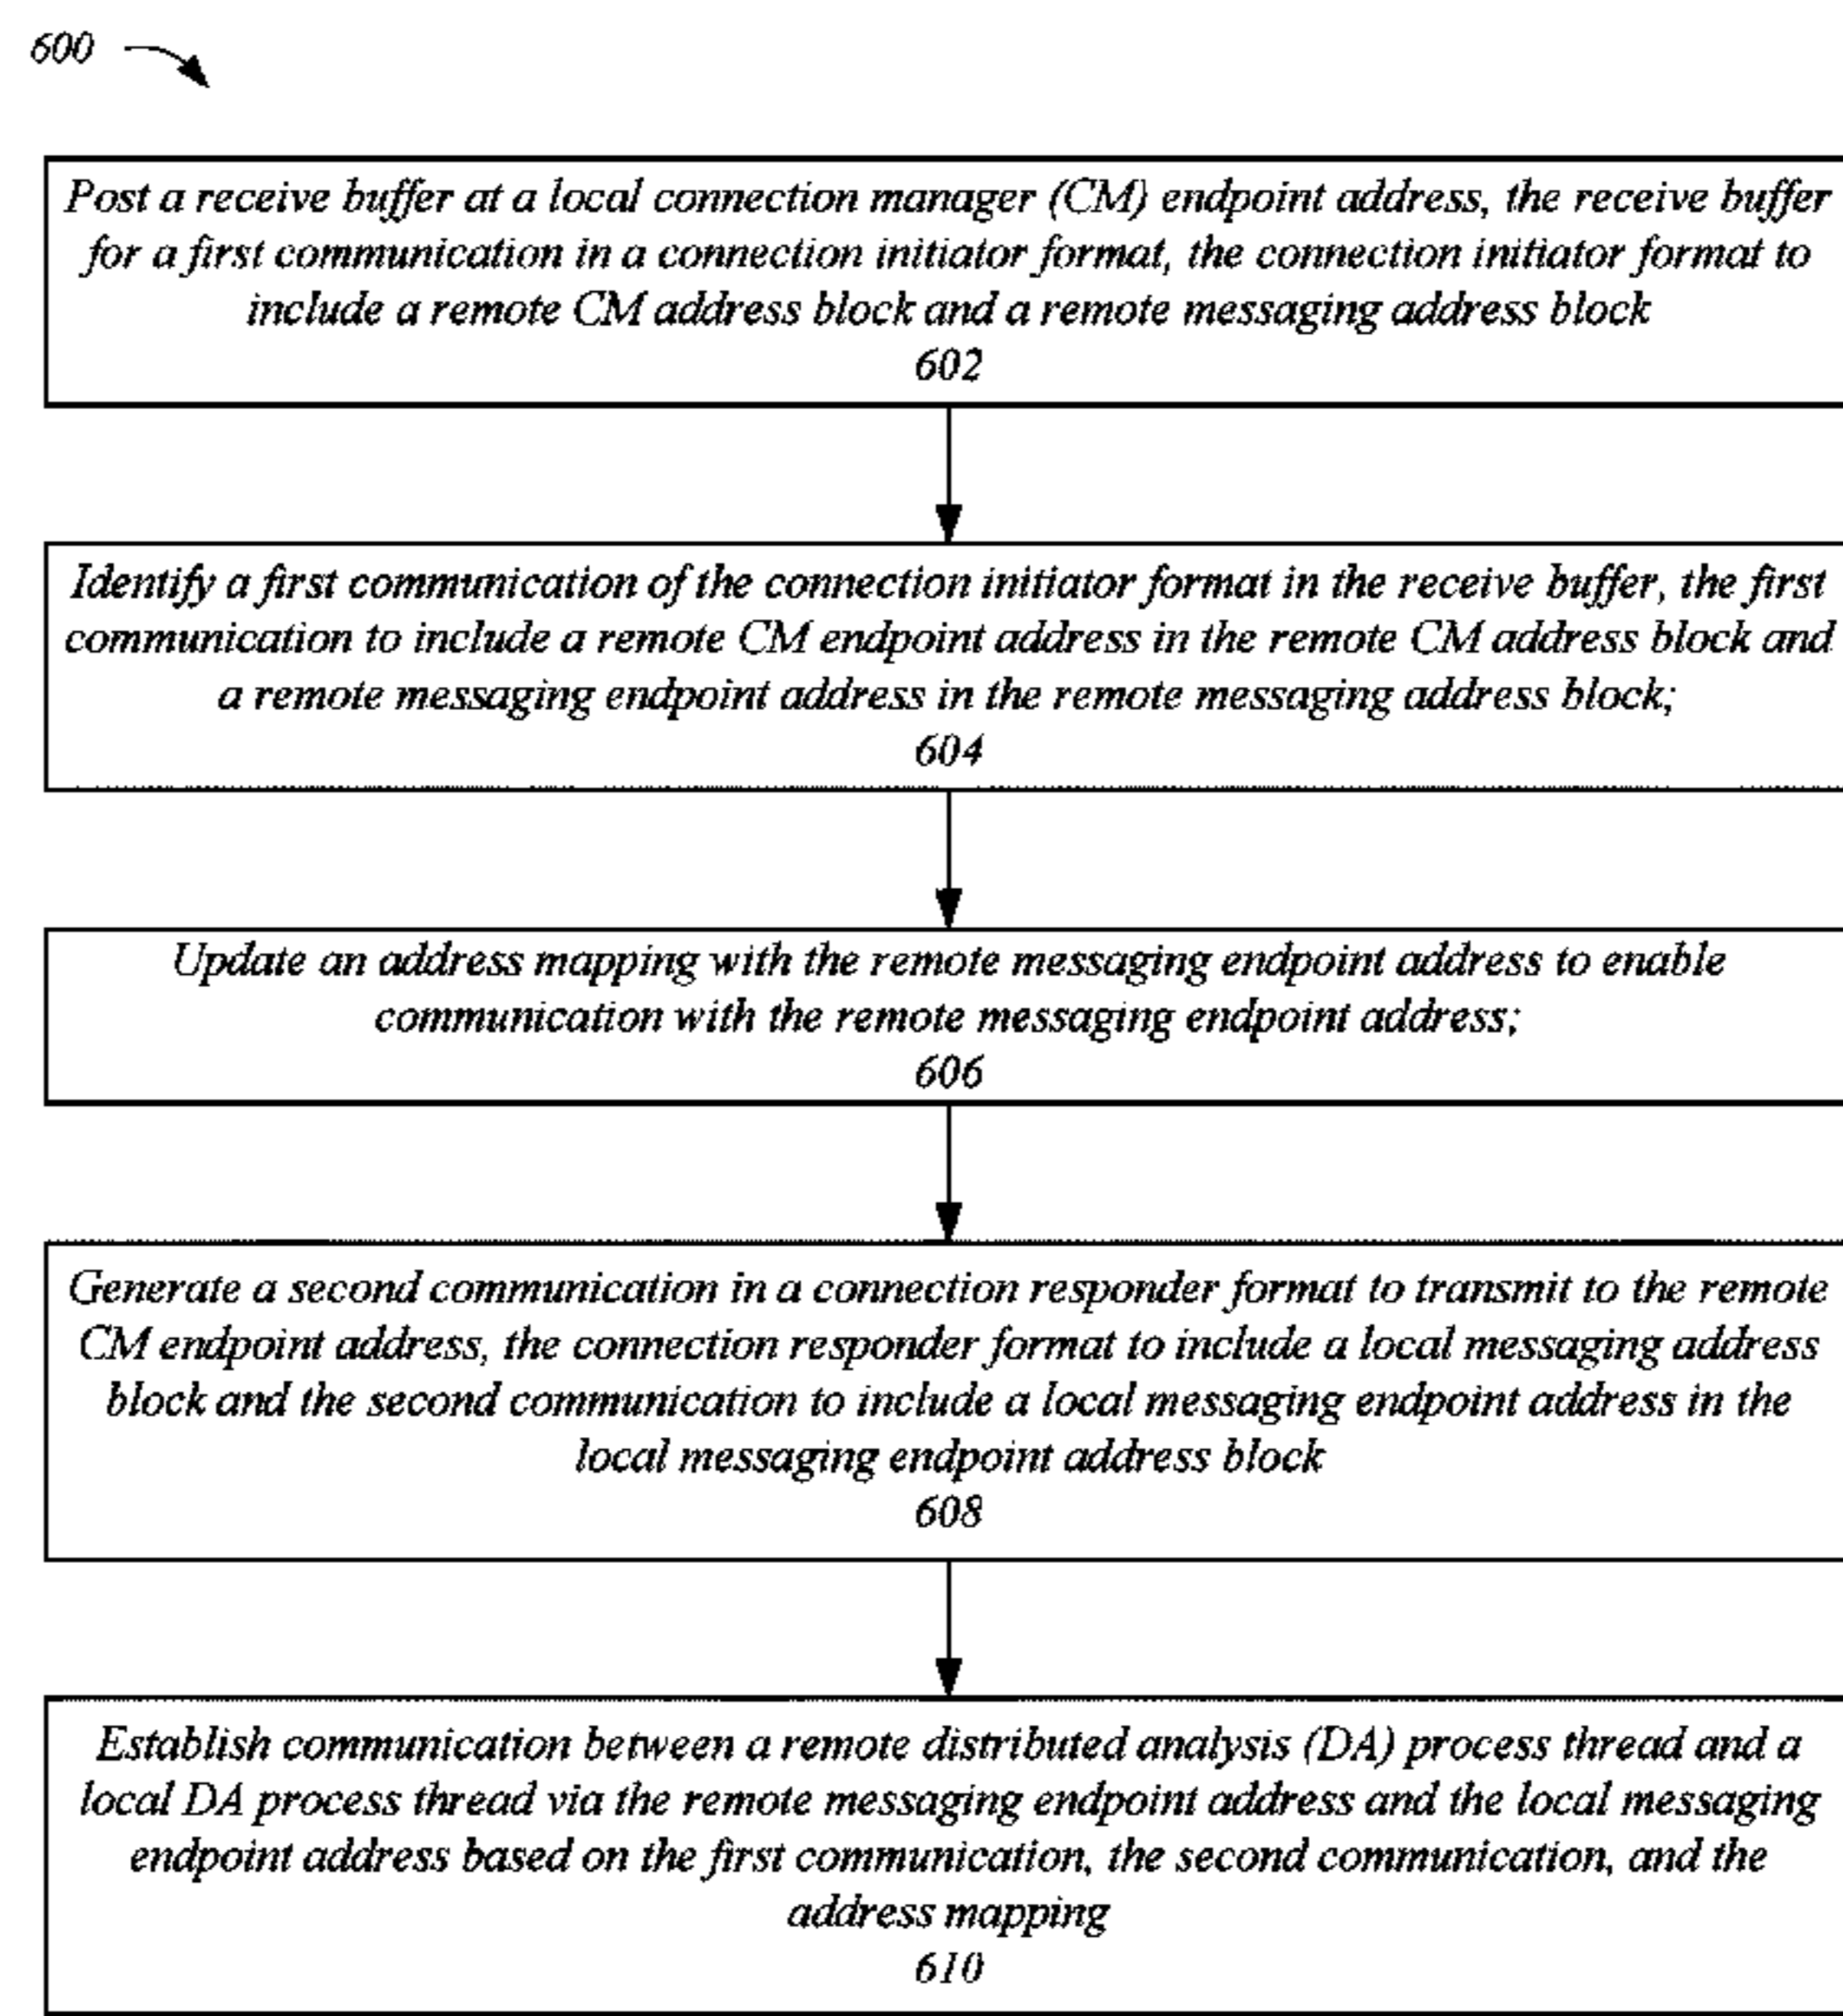 600
Post a receive buffer at a local connection manager (CM) endpoint address, the receive buffer
for a first communication in a connection initiator format, the connection initiator format to
include a remote CM address block and a remote messaging address block
602
Identify a first communication of the connection initiator format in the receive buffer, the first
communication to include a remote CM endpoint address in the remote CM address block and
a remote messaging endpoint address in the remote messaging address block;
604
Update an address mapping with the remote messaging endpoint address to enable
communication with the remote messaging endpoint address;
606
Generate a second communication in a connection responder format to transmit to the remote
CM endpoint address, the connection responder format to include a local messaging address
block and the second communication to include a local messaging endpoint address in the
local messaging endpoint address block
608
Establish communication between a remote distributed analysis (DA) process thread and a
local DA process thread via the remote messaging endpoint address and the local messaging
endpoint address based on the first communication, the second communication, and the
address mapping
610